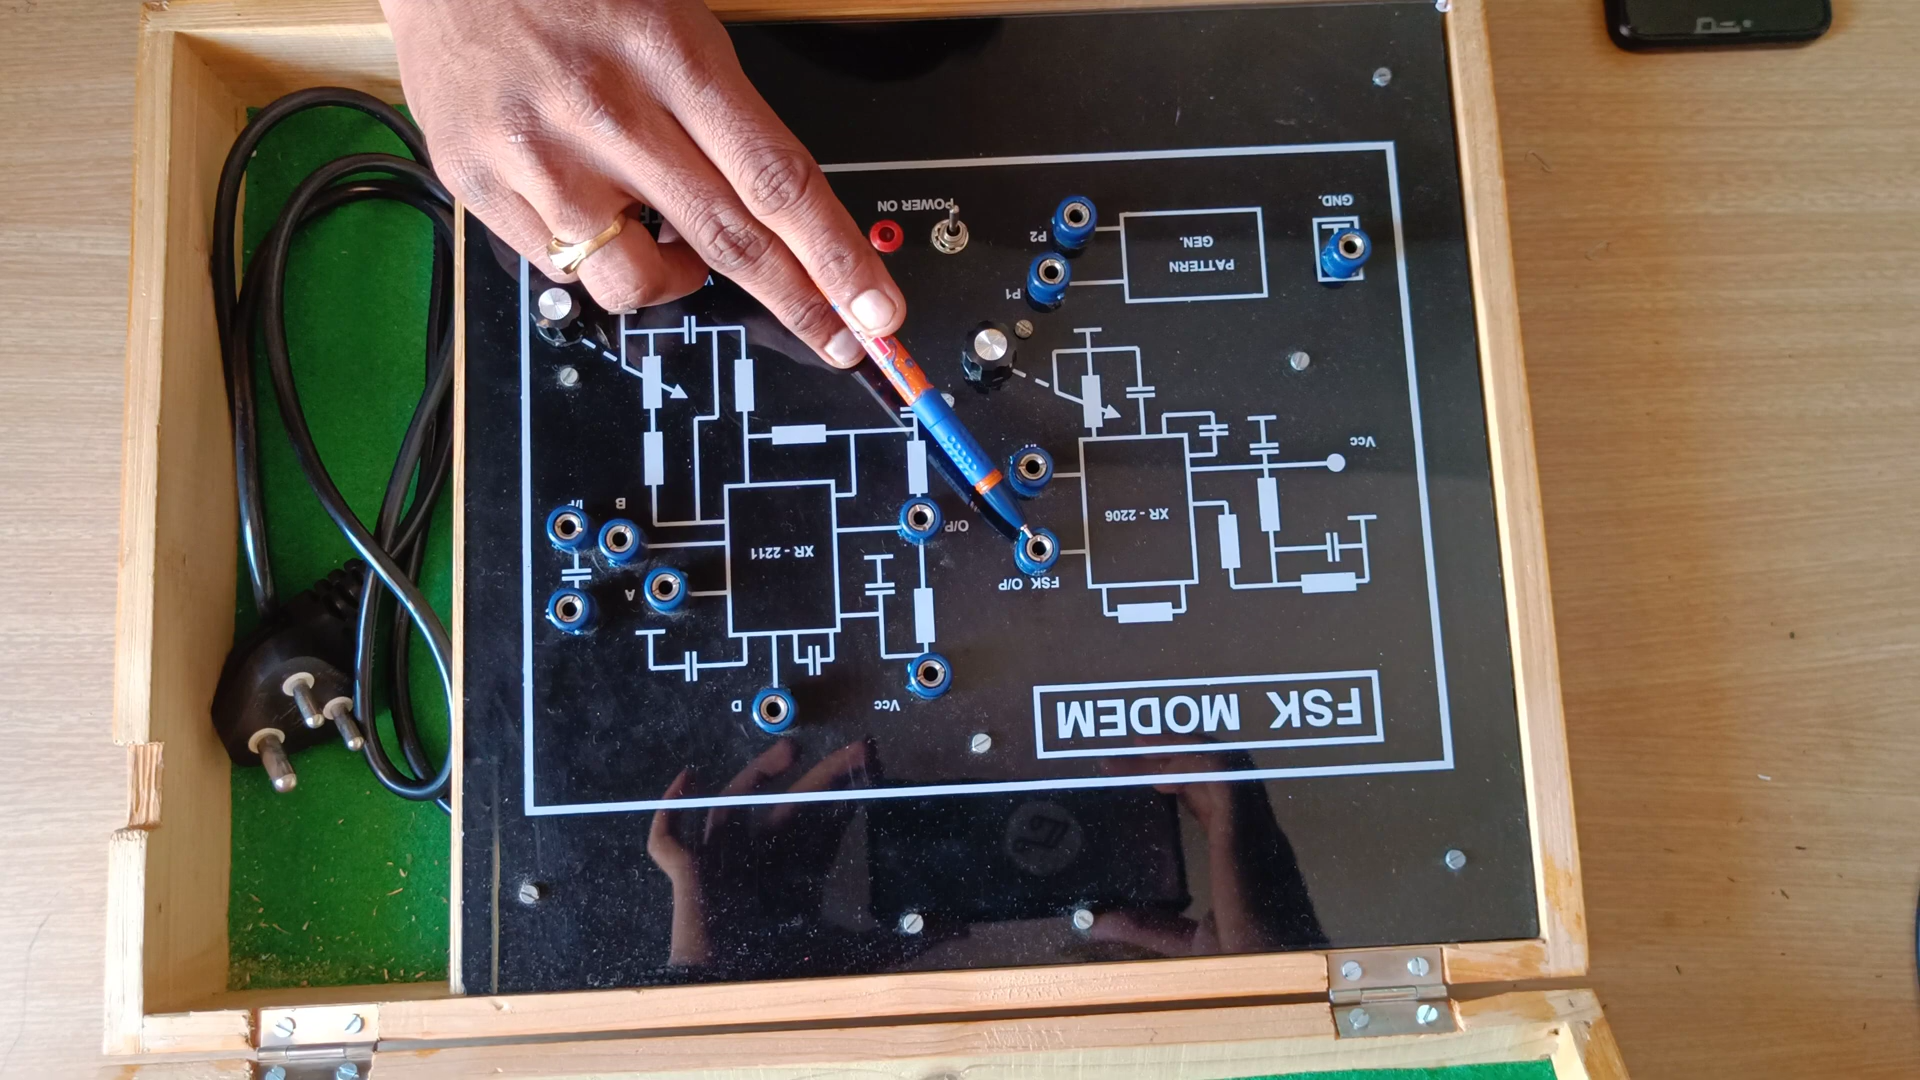 FSK MODEM
Vcc
D
FSK O/P
XR - 2206
XR - 2211
A
B
I/P
O/P
Vcc
P1
P2
PATTERN
GEN.
GND.
POWER ON